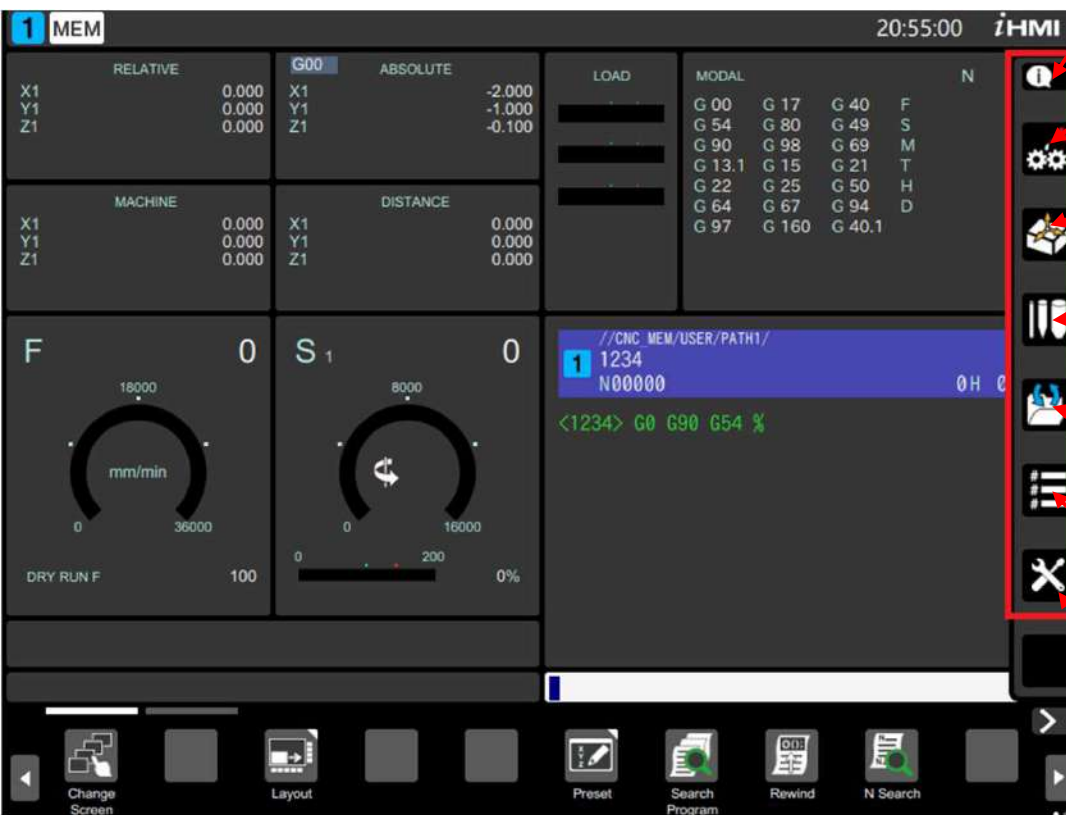 1 MEM 20:55:00 iHMI
RELATIVE
X1 0.000
Y1 0.000
Z1 0.000
G00 ABSOLUTE
X1 -2.000
Y1 -1.000
Z1 -0.100
LOAD
MODAL N
G 00 G 17 G 40 F
G 54 G 80 G 49 S
G 90 G 98 G 69 M
G 13.1 G 15 G 21 T
G 22 G 25 G 50 H
G 64 G 67 G 94 D
G 97 G 160 G 40.1
MACHINE
X1 0.000
Y1 0.000
Z1 0.000
DISTANCE
X1 0.000
Y1 0.000
Z1 0.000
F 0
18000
mm/min
0 36000
DRY RUN F 100
S 1 0
8000
0 16000
0 200
0%
//CNC_MEM/USER/PATH1/
1 1234
N00000 0H 0
<1234> G0 G90 G54 %
Change
Screen
Layout
Preset
Search
Program
Rewind
N Search